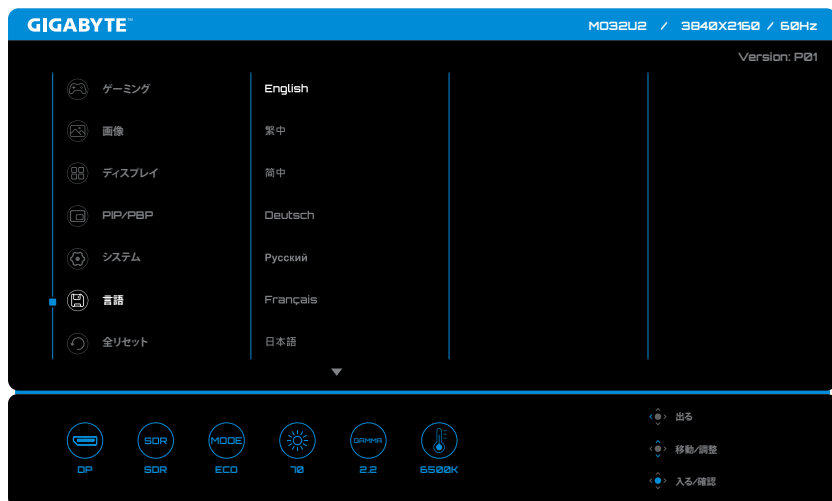 GIGABYTE™
MO32U2 / 3840X2160 / 60Hz
Version: P01
ゲーミング
画像
ディスプレイ
PIP/PBP
システム
言語
全リセット
English
繁中
简中
Deutsch
Русский
Français
日本語
SDR
MODE
GAMMA
DP
SDR
ECO
70
2.2
6500K
出る
移動/調整
入る/確認